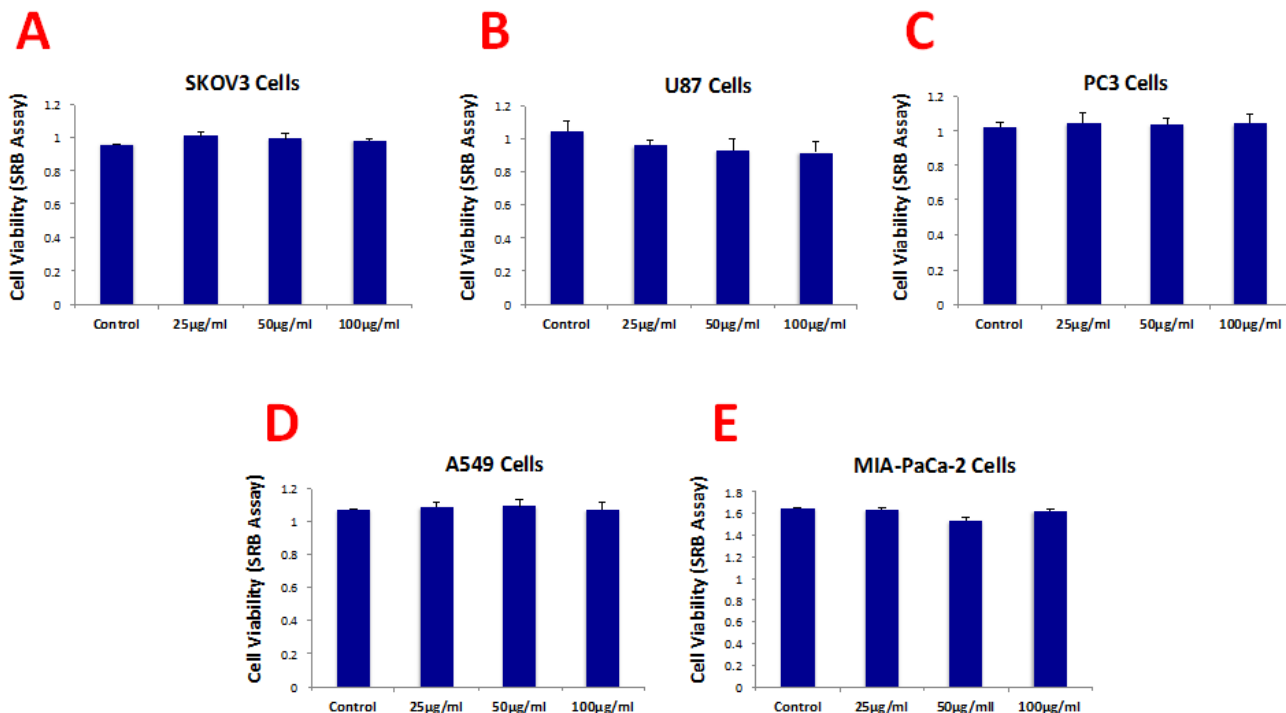 A
SKOV3 Cells
Cell Viability (SRB Assay)
1.2
1
0.8
0.6
0.4
0.2
0
Control 25µg/ml 50µg/ml 100µg/ml
B
U87 Cells
Cell Viability (SRB Assay)
1.2
1
0.8
0.6
0.4
0.2
0
Control 25µg/ml 50µg/ml 100µg/ml
C
PC3 Cells
Cell Viability (SRB Assay)
1.2
1
0.8
0.6
0.4
0.2
0
Control 25µg/ml 50µg/ml 100µg/ml
D
A549 Cells
Cell Viability (SRB Assay)
1.2
1
0.8
0.6
0.4
0.2
0
Control 25µg/ml 50µg/ml 100µg/ml
E
MIA-PaCa-2 Cells
Cell Viability (SRB Assay)
1.8
1.6
1.4
1.2
1
0.8
0.6
0.4
0.2
0
Control 25µg/ml 50µg/mll 100µg/ml